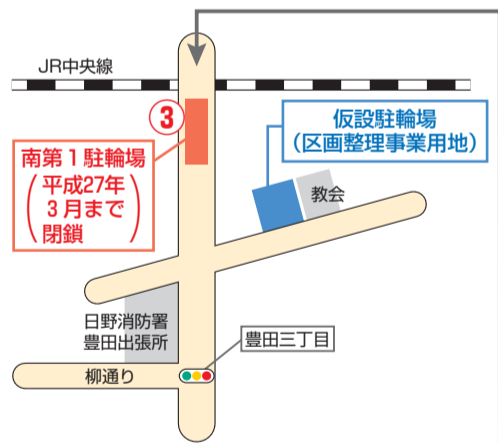 JR中央線
③
南第1駐輪場
(平成27年
3月まで
閉鎖)
仮設駐輪場
(区画整理事業用地)
教会
日野消防署
豊田出張所
豊田三丁目
柳通り